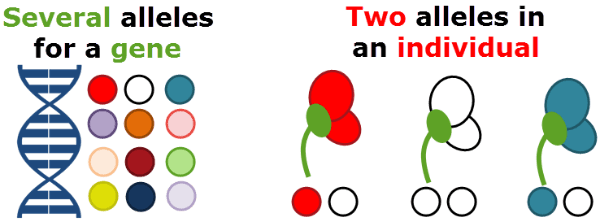 Several alleles
for a gene
Two alleles in
an individual